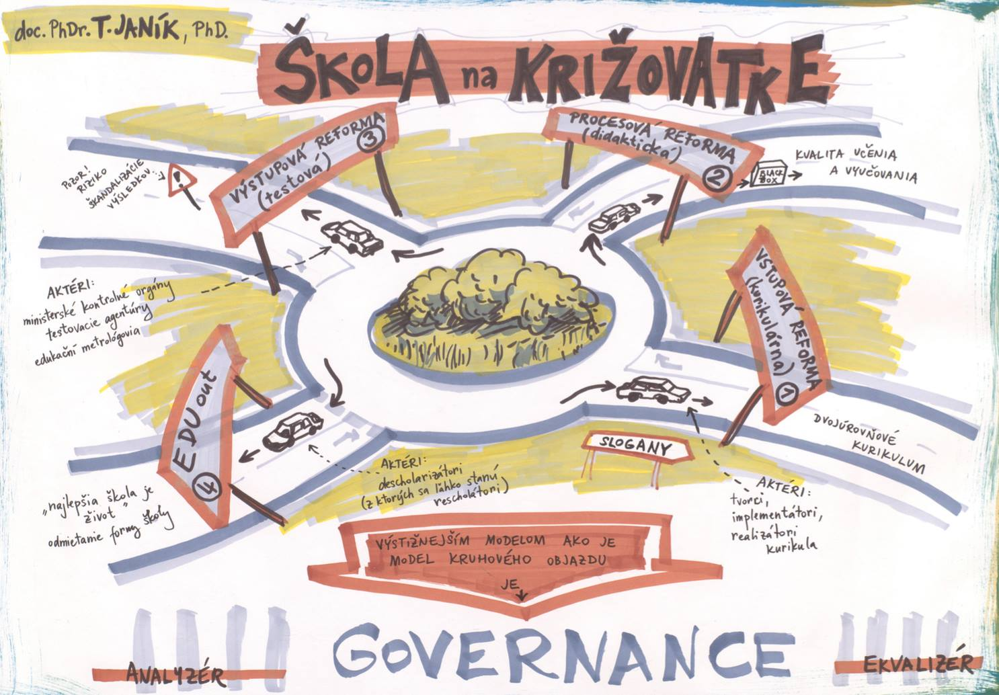 doc. PhDr. T. JANÍK, PhD.
ŠKOLA na KRIŽOVATKE
VÝSTUPOVÁ REFORMA
(testová)
3
PROCESOVÁ REFORMA
(didaktická)
2
BLACK
BOX
KVALITA UČENIA
A VYUČOVANIA
POZOR!
RIZIKO
ŠKANDALIZÁCIE
VÝSLEDKOV
!
AKTÉRI:
ministerské kontrolné orgány
testovacie agentúry
edukační metrológovia
VSTUPOVÁ REFORMA
(kurikulárna)
1
DVOJÚROVŇOVÉ
KURIKULUM
EDUout
4
„najlepšia škola je
život"
odmietanie formy školy
AKTÉRI:
descholarizátori
(z ktorých sa ľahko stanú
rescholátori)
SLOGANY
AKTÉRI:
tvorci,
implementátori,
realizátori
kurikula
VÝSTIŽNEJŠÍM MODELOM AKO JE
MODEL KRUHOVÉHO OBJAZDU
JE
GOVERNANCE
ANALYZÉR
EKVALIZÉR